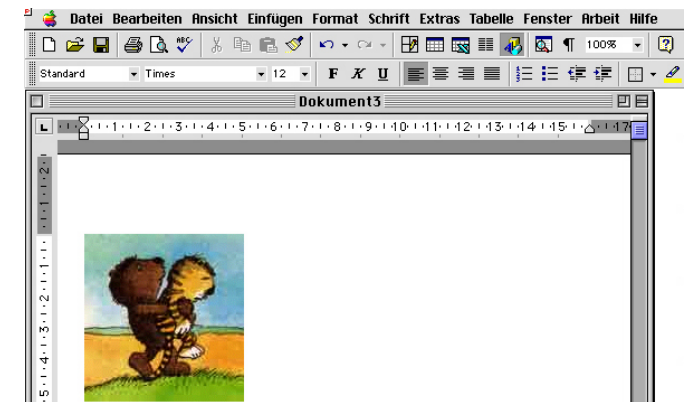 Datei Bearbeiten Ansicht Einfügen Format Schrift Extras Tabelle Fenster Arbeit Hilfe
ABC ¶ 100% ?
Standard Times 12 F K U
Dokument3
L 1 1 2 3 4 5 6 7 8 9 10 11 12 13 14 15 17
2
1
1
2
3
4
5